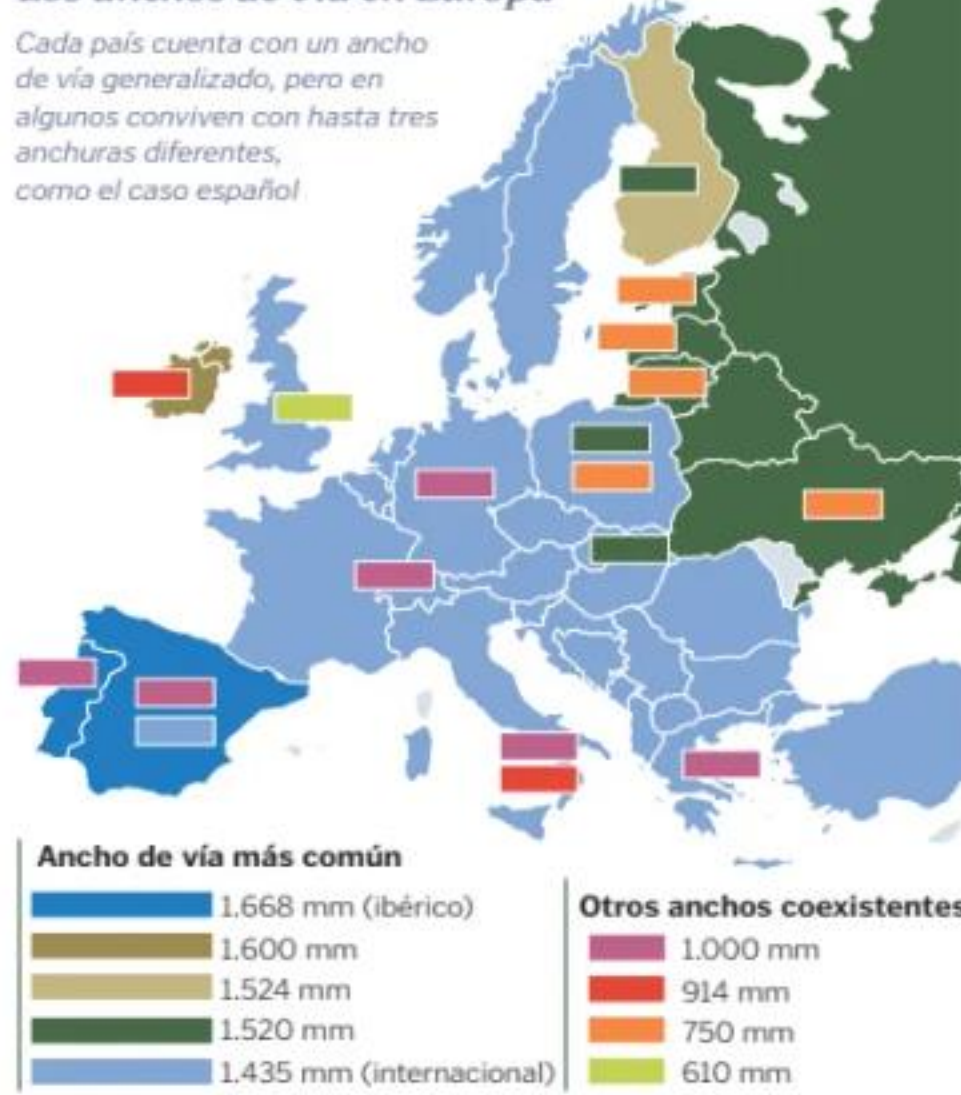 Cada país cuenta con un ancho
de vía generalizado, pero en
algunos conviven con hasta tres
anchuras diferentes,
como el caso español
Ancho de vía más común
1.668 mm (ibérico)
1.600 mm
1.524 mm
1.520 mm
1.435 mm (internacional)
Otros anchos coexistentes
1.000 mm
914 mm
750 mm
610 mm